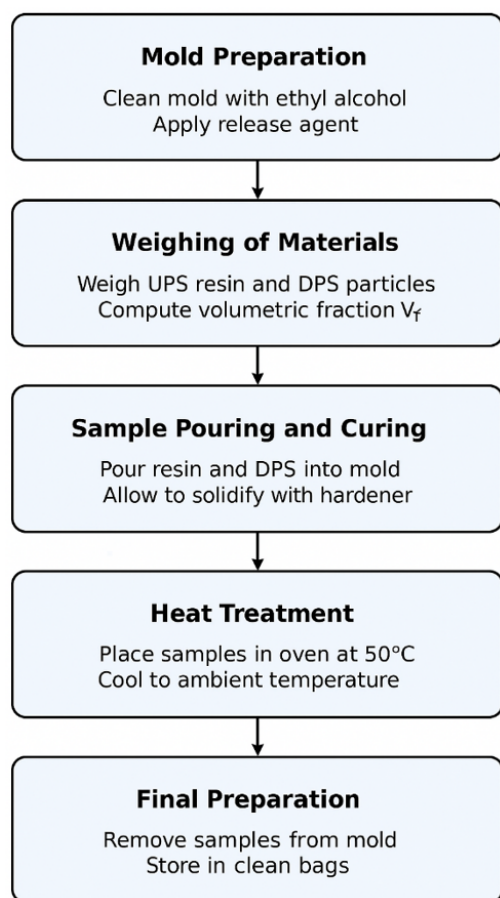 Mold Preparation
Clean mold with ethyl alcohol
Apply release agent
Weighing of Materials
Weigh UPS resin and DPS particles
Compute volumetric fraction V_f
Sample Pouring and Curing
Pour resin and DPS into mold
Allow to solidify with hardener
Heat Treatment
Place samples in oven at 50°C
Cool to ambient temperature
Final Preparation
Remove samples from mold
Store in clean bags